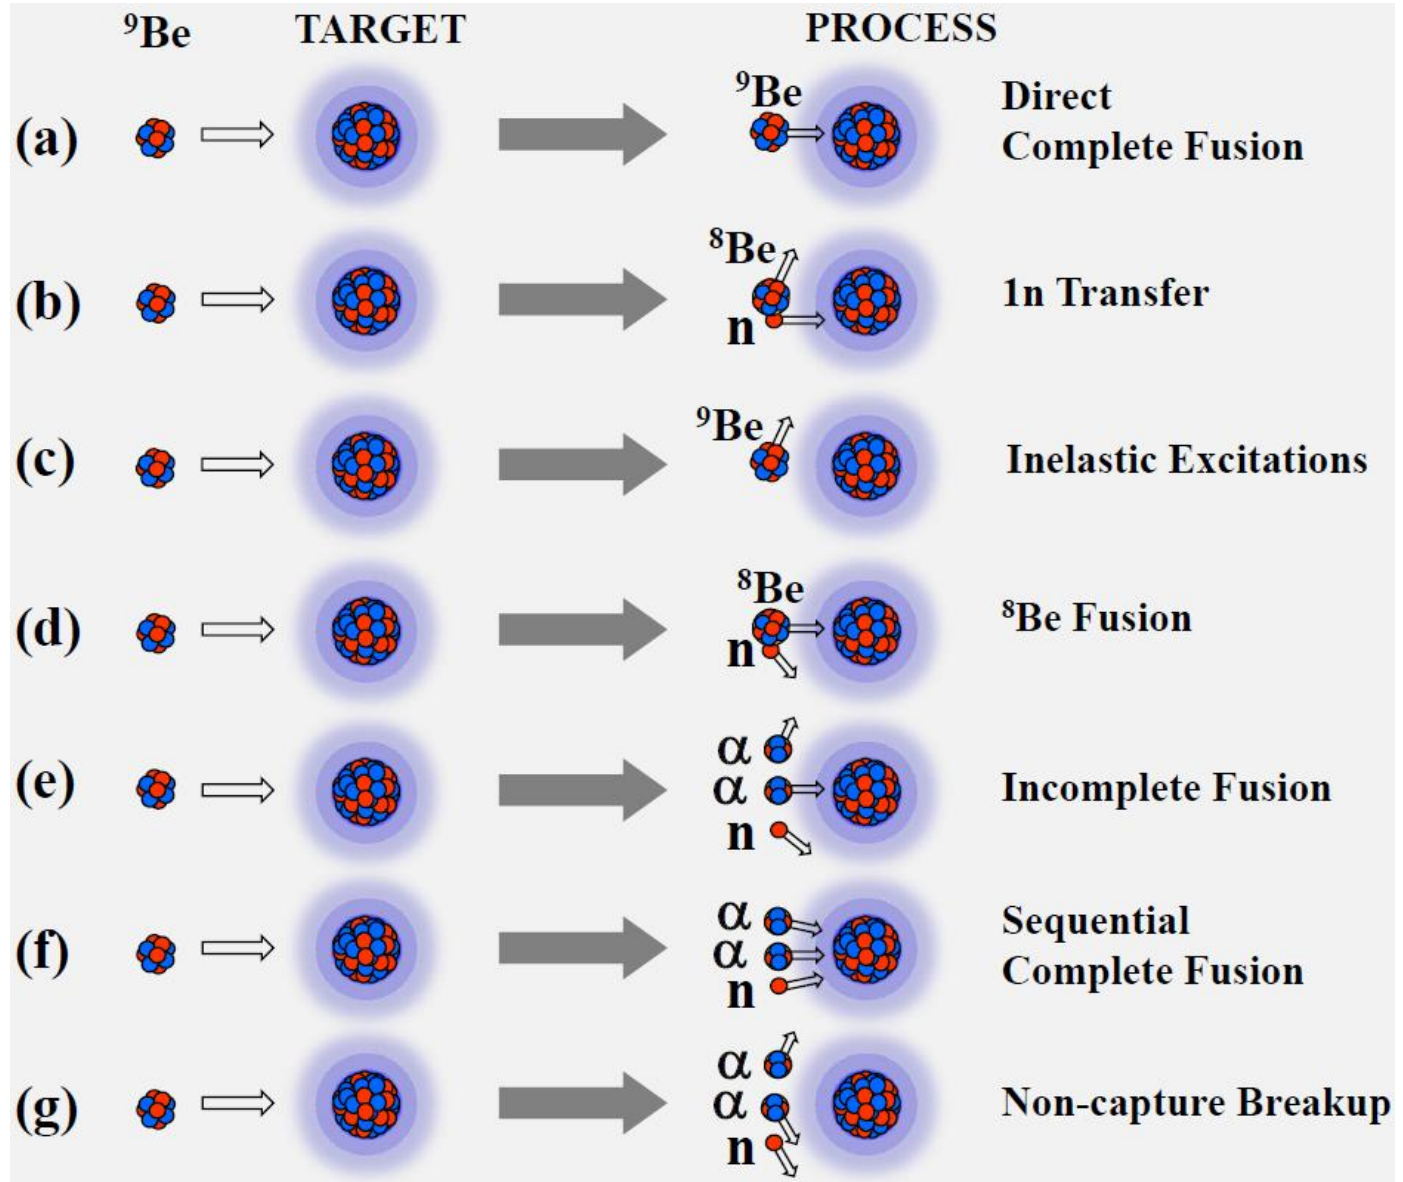 ⁹Be TARGET PROCESS
(a) ⁹Be Direct
Complete Fusion
(b) ⁸Be n 1n Transfer
(c) ⁹Be Inelastic Excitations
(d) ⁸Be n ⁸Be Fusion
(e) α α n Incomplete Fusion
(f) α α n Sequential
Complete Fusion
(g) α α n Non-capture Breakup